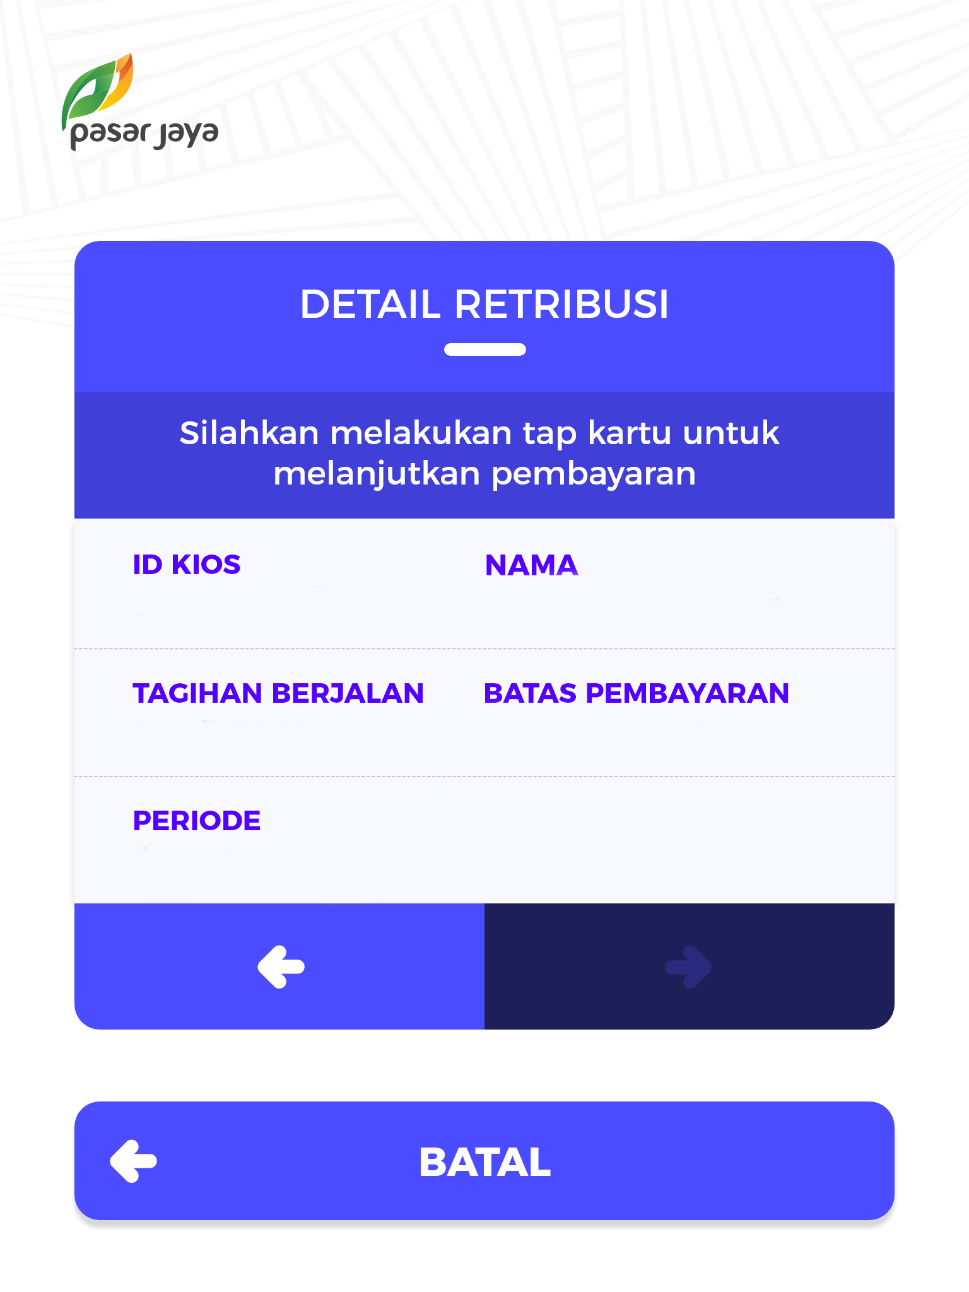 pasar jaya
DETAIL RETRIBUSI
Silahkan melakukan tap kartu untuk
melanjutkan pembayaran
ID KIOS
NAMA
TAGIHAN BERJALAN
BATAS PEMBAYARAN
PERIODE
BATAL